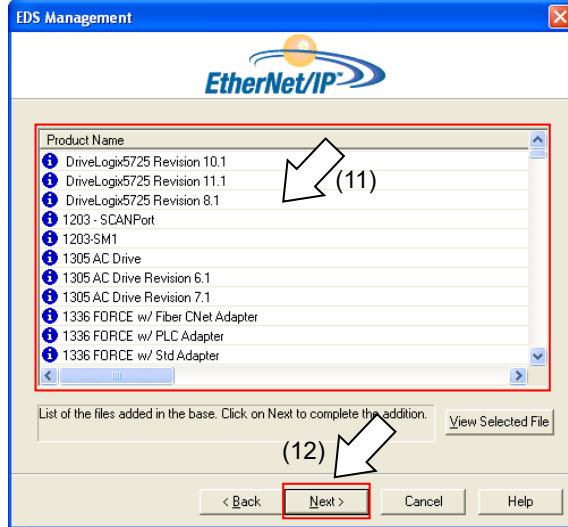 EDS Management
EtherNet/IP
Product Name
DriveLogix5725 Revision 10.1
DriveLogix5725 Revision 11.1
(11)
DriveLogix5725 Revision 8.1
1203 - SCANPort
1203-SM1
1305 AC Drive
1305 AC Drive Revision 6.1
1305 AC Drive Revision 7.1
1336 FORCE w/ Fiber CNet Adapter
1336 FORCE w/ PLC Adapter
1336 FORCE w/ Std Adapter
List of the files added in the base. Click on Next to complete the addition.
View Selected File
(12)
< Back Next > Cancel Help